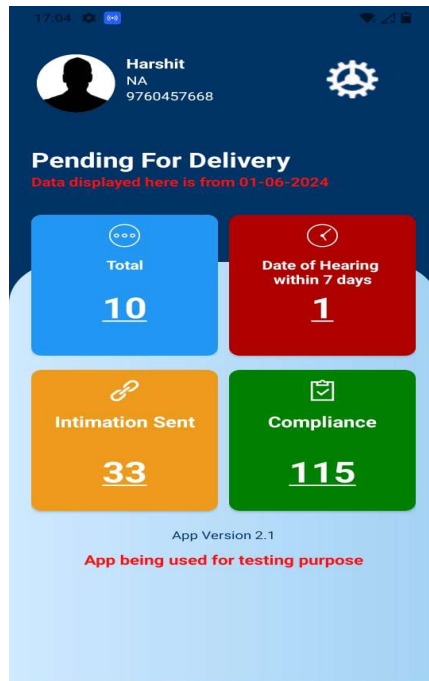 17:04
Harshit
NA
9760457668
Pending For Delivery
Data displayed here is from 01-06-2024
Total
10
Date of Hearing
within 7 days
1
Intimation Sent
33
Compliance
115
App Version 2.1
App being used for testing purpose